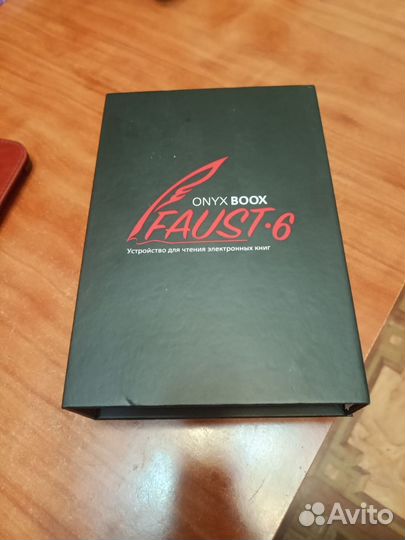 ONYX BOOX
FAUST·6
Устройство для чтения электронных книг
Avito